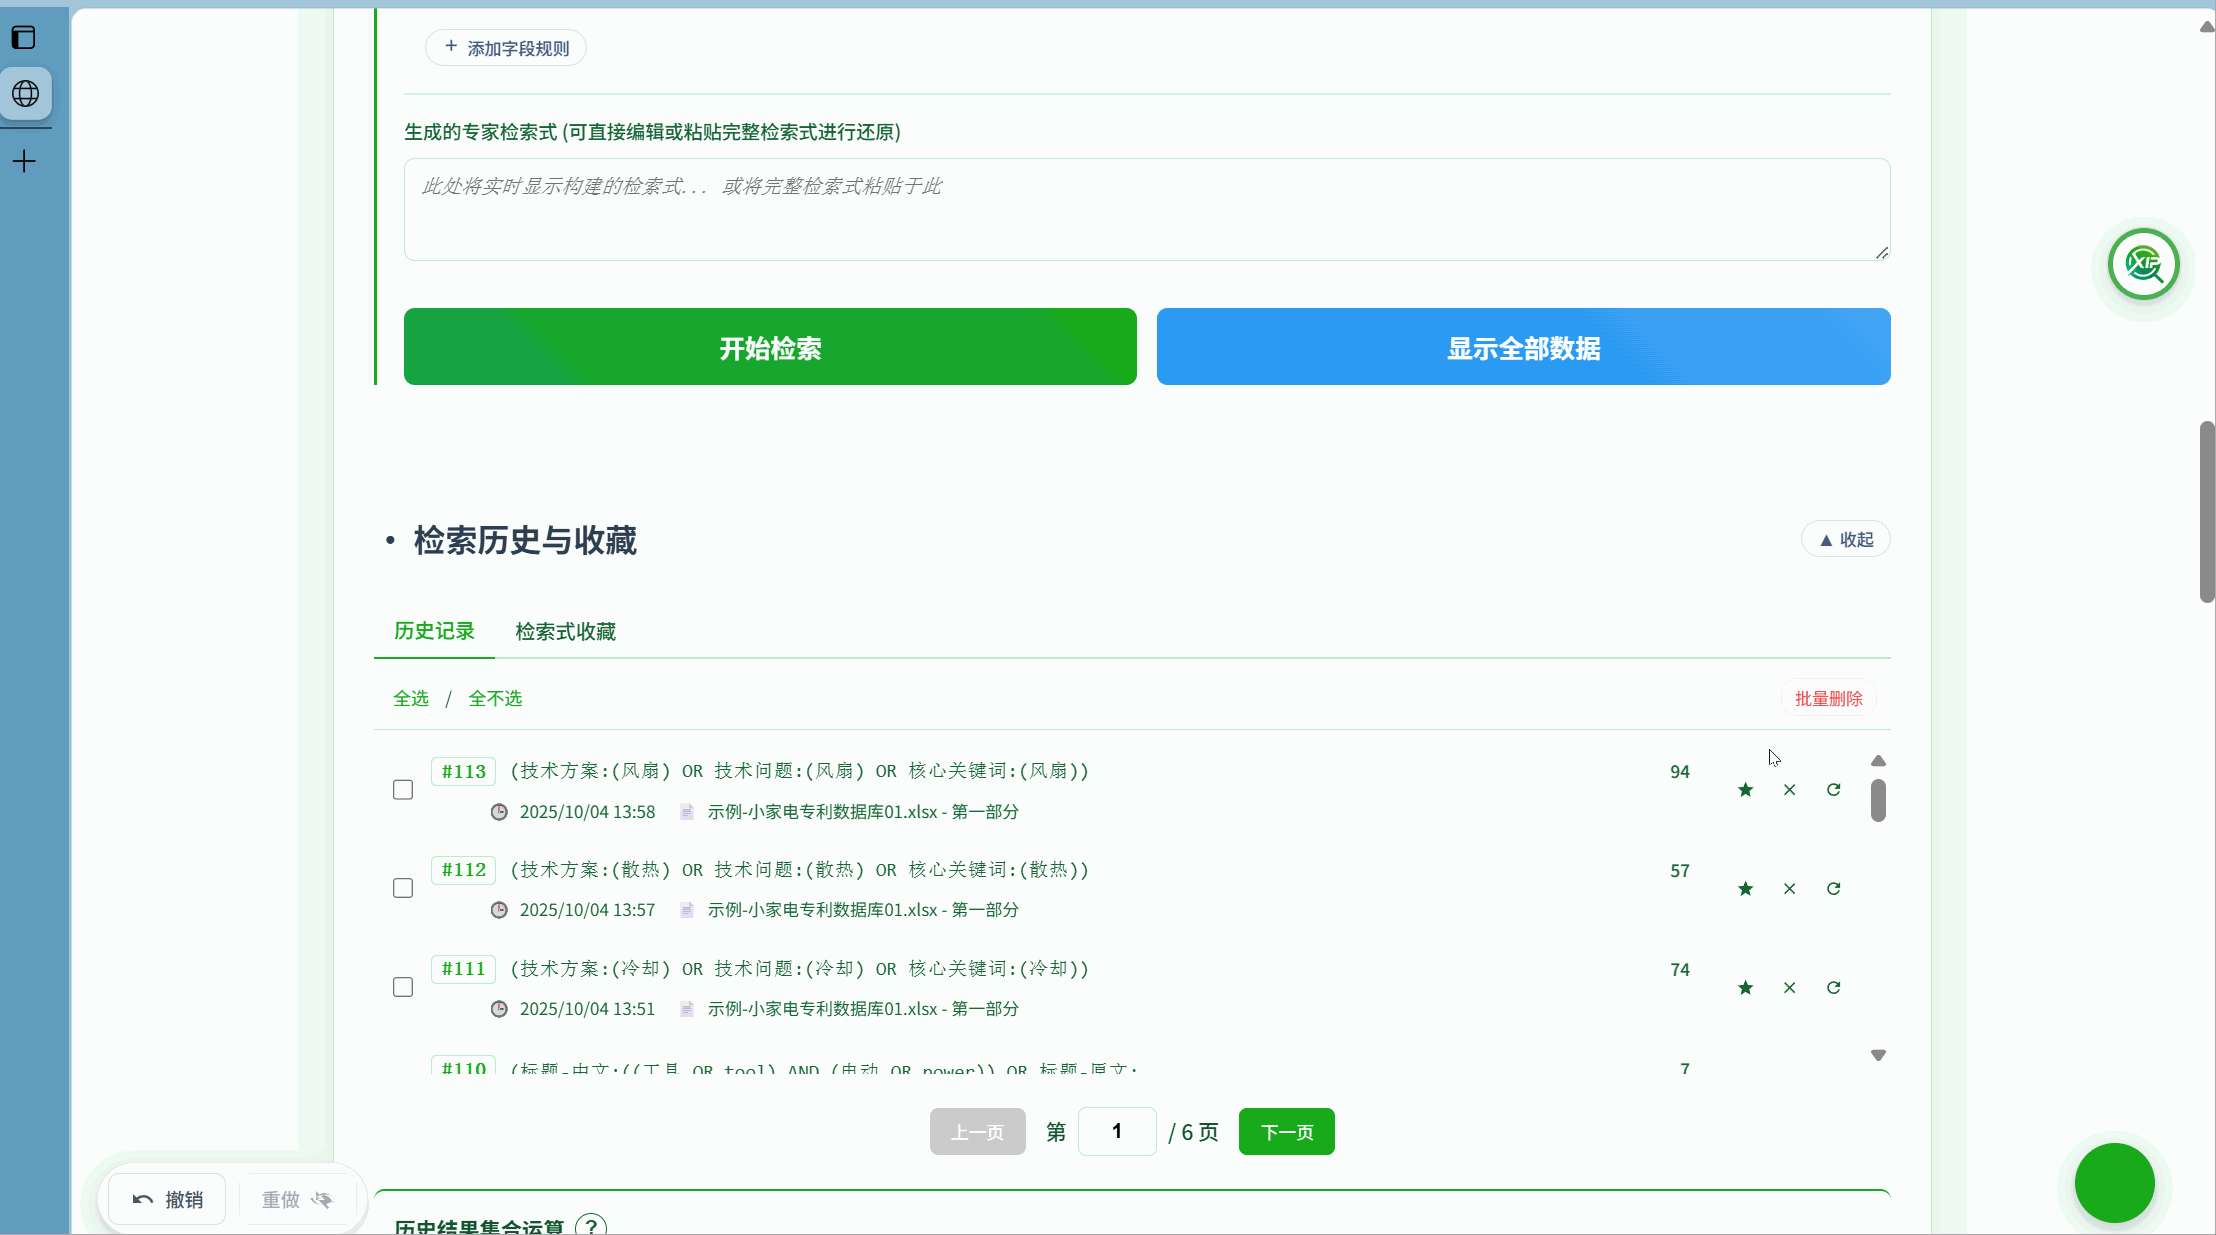 + 添加字段规则
生成的专家检索式 (可直接编辑或粘贴完整检索式进行还原)
此处将实时显示构建的检索式... 或将完整检索式粘贴于此
开始检索
显示全部数据
• 检索历史与收藏
▲ 收起
历史记录
检索式收藏
全选 / 全不选
批量删除
#113 (技术方案:(风扇) OR 技术问题:(风扇) OR 核心关键词:(风扇)) 94
2025/10/04 13:58 示例-小家电专利数据库01.xlsx - 第一部分
#112 (技术方案:(散热) OR 技术问题:(散热) OR 核心关键词:(散热)) 57
2025/10/04 13:57 示例-小家电专利数据库01.xlsx - 第一部分
#111 (技术方案:(冷却) OR 技术问题:(冷却) OR 核心关键词:(冷却)) 74
2025/10/04 13:51 示例-小家电专利数据库01.xlsx - 第一部分
#110 (标题-中文:((工具 OR tool) AND (电动 OR power)) OR 标题-原文: 7
上一页 第 1 / 6 页 下一页
撤销
重做
历史结果集合运算 ?
XIP